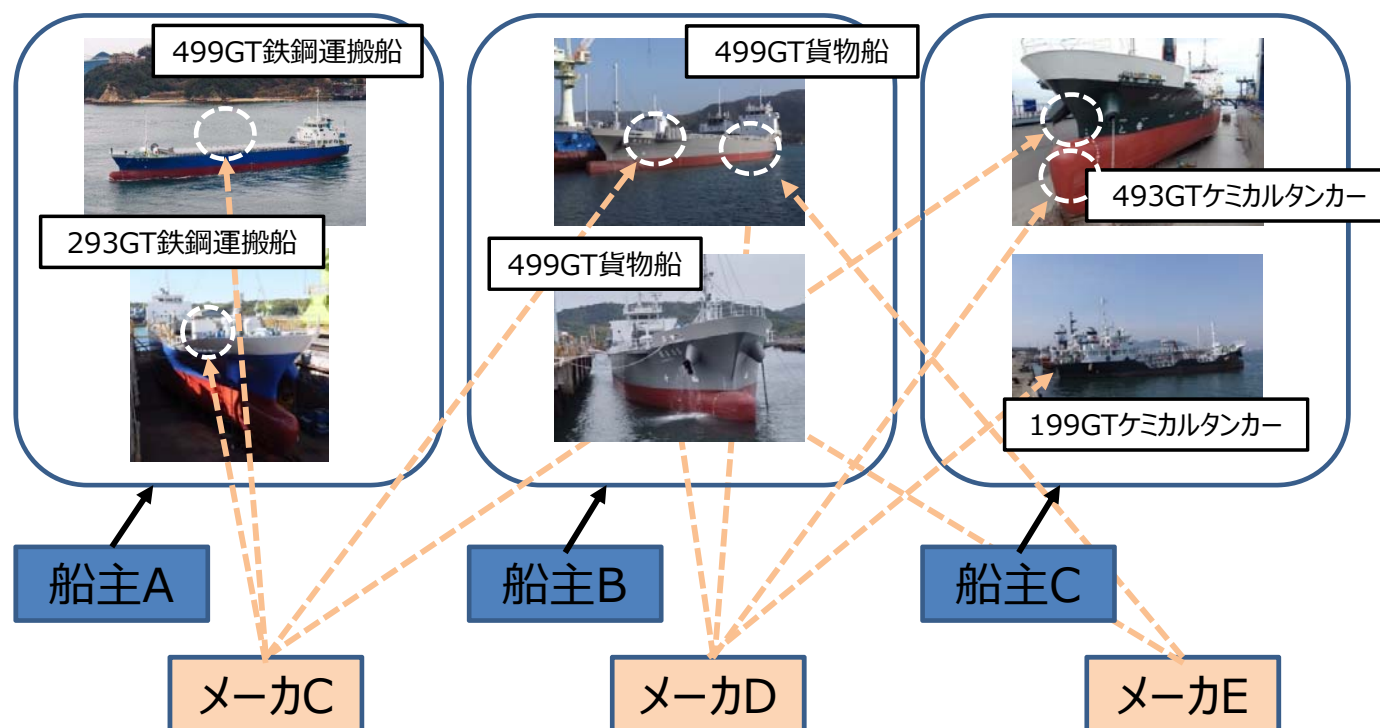 499GT鉄鋼運搬船
293GT鉄鋼運搬船
499GT貨物船
499GT貨物船
493GTケミカルタンカー
199GTケミカルタンカー
船主A
船主B
船主C
メーカC
メーカD
メーカE